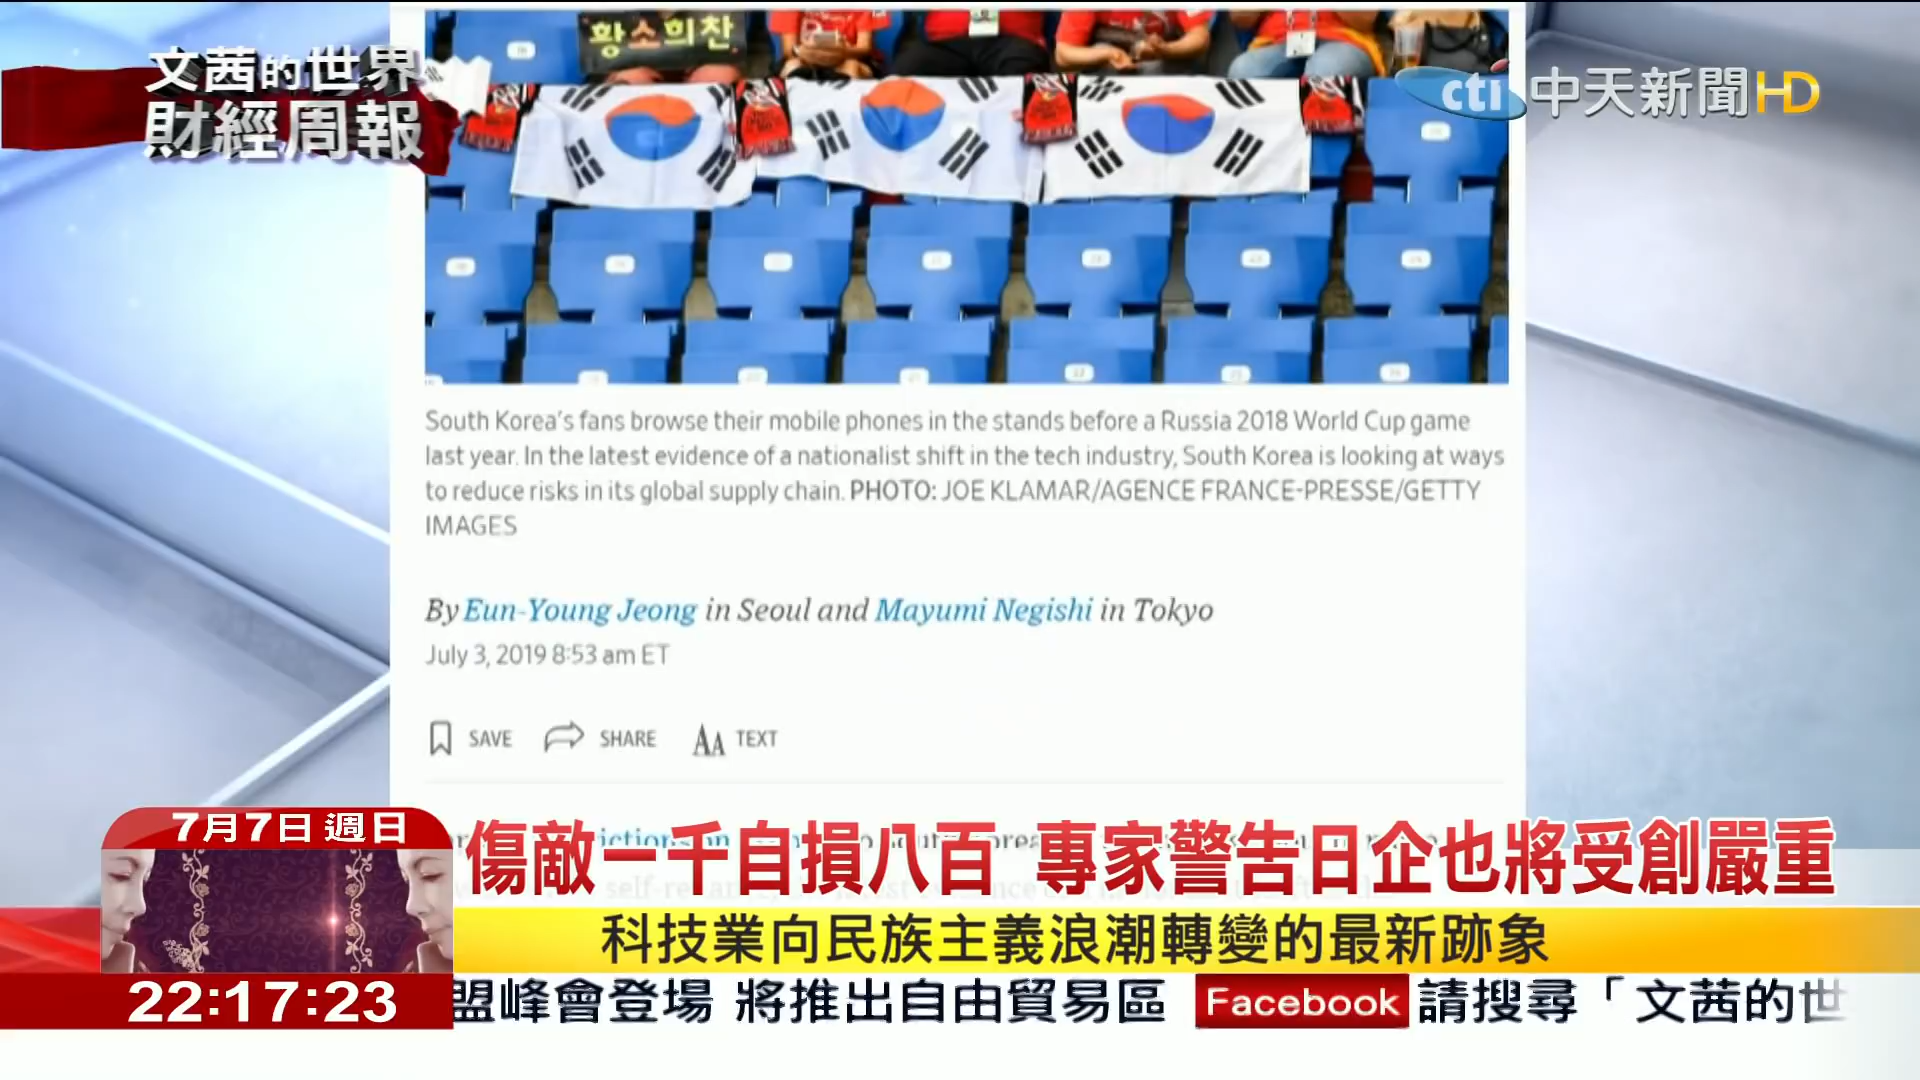 文茜的世界
財經周報
황소희찬
cti 中天新聞HD
South Korea's fans browse their mobile phones in the stands before a Russia 2018 World Cup game
last year. In the latest evidence of a nationalist shift in the tech industry, South Korea is looking at ways
to reduce risks in its global supply chain. PHOTO: JOE KLAMAR/AGENCE FRANCE-PRESSE/GETTY
IMAGES
By Eun-Young Jeong in Seoul and Mayumi Negishi in Tokyo
July 3, 2019 8:53 am ET
SAVE SHARE AA TEXT
7月7日 週日
傷敵一千自損八百 專家警告日企也將受創嚴重
科技業向民族主義浪潮轉變的最新跡象
22:17:23
盟峰會登場 將推出自由貿易區 Facebook 請搜尋「文茜的世